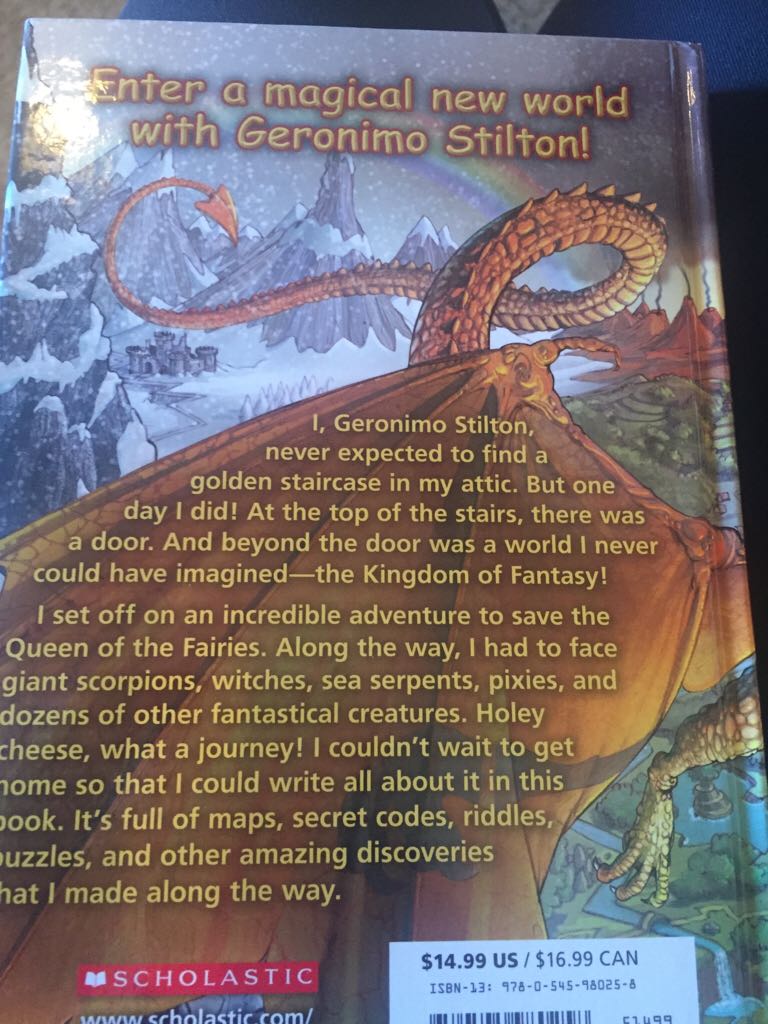 Enter a magical new world
with Geronimo Stilton!
I, Geronimo Stilton,
never expected to find a
golden staircase in my attic. But one
day I did! At the top of the stairs, there was
a door. And beyond the door was a world I never
could have imagined—the Kingdom of Fantasy!
I set off on an incredible adventure to save the
Queen of the Fairies. Along the way, I had to face
giant scorpions, witches, sea serpents, pixies, and
dozens of other fantastical creatures. Holey
cheese, what a journey! I couldn't wait to get
home so that I could write all about it in this
book. It's full of maps, secret codes, riddles,
puzzles, and other amazing discoveries
that I made along the way.
SCHOLASTIC
www.scholastic.com/
$14.99 US / $16.99 CAN
ISBN-13: 978-0-545-98025-8
51499